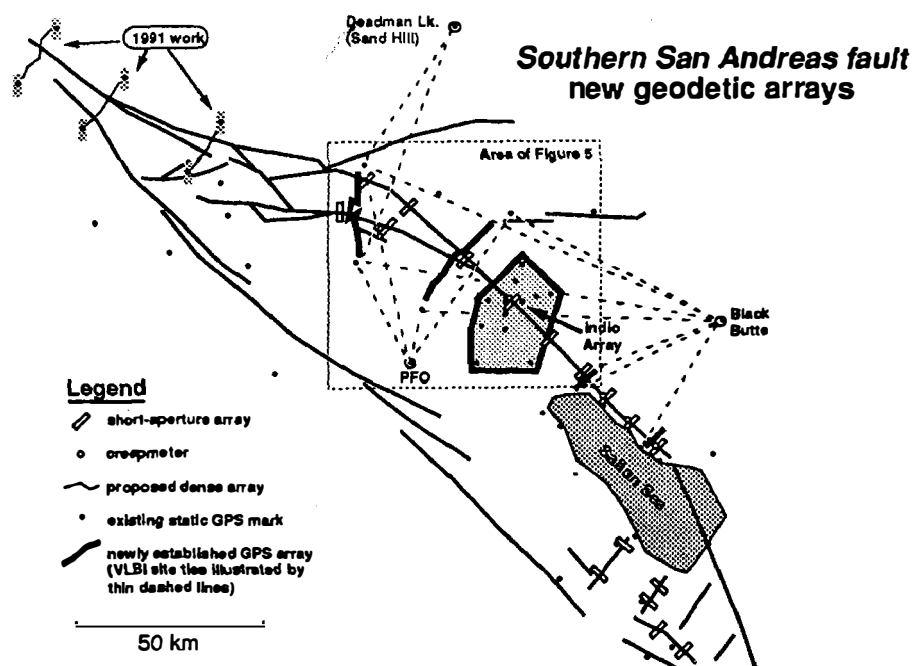 Deadman Lk.
(Sand Hill)
1991 work
Southern San Andreas fault
new geodetic arrays
Area of Figure 5
Black
Butte
Indio
Array
PFO
Salton Sea
Legend
short-aperture array
creepmeter
proposed dense array
existing static GPS mark
newly established GPS array
(VLBI site ties illustrated by
thin dashed lines)
50 km